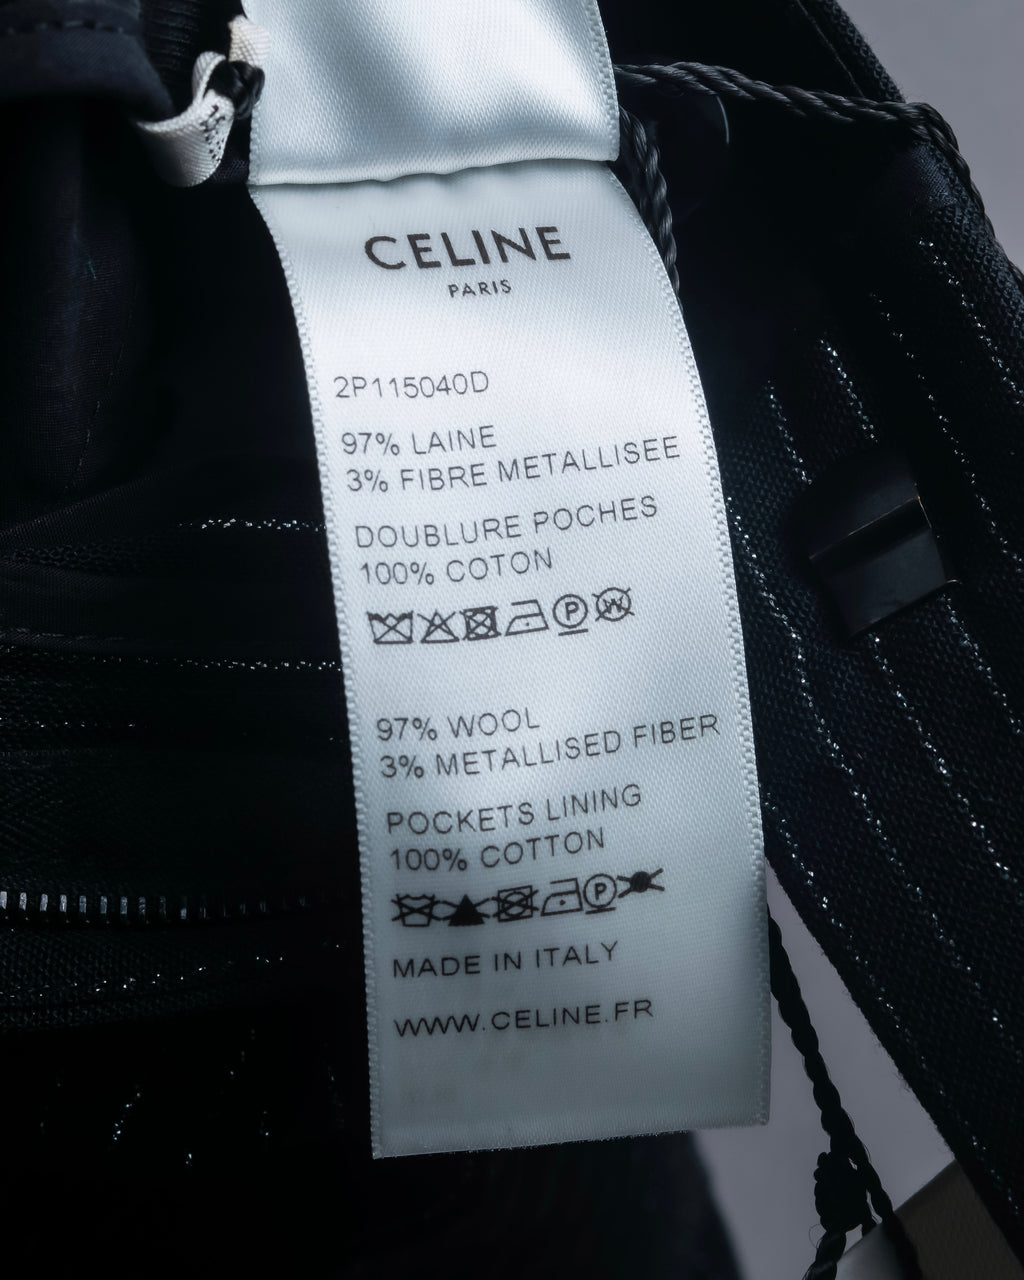 CELINE
PARIS
2P115040D
97% LAINE
3% FIBRE METALLISEE
DOUBLURE POCHES
100% COTON
P W
97% WOOL
3% METALLISED FIBER
POCKETS LINING
100% COTTON
P
MADE IN ITALY
WWW.CELINE.FR